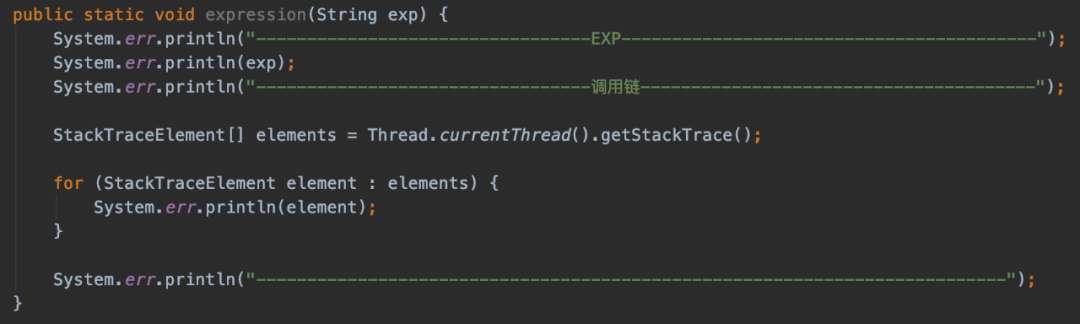 public static void expression(String exp) {
    System.err.println("---------------------------------EXP-----------------------------------------");
    System.err.println(exp);
    System.err.println("---------------------------------调用链---------------------------------------");
    StackTraceElement[] elements = Thread.currentThread().getStackTrace();
    for (StackTraceElement element : elements) {
        System.err.println(element);
    }
    System.err.println("--------------------------------------------------------------------------");
}